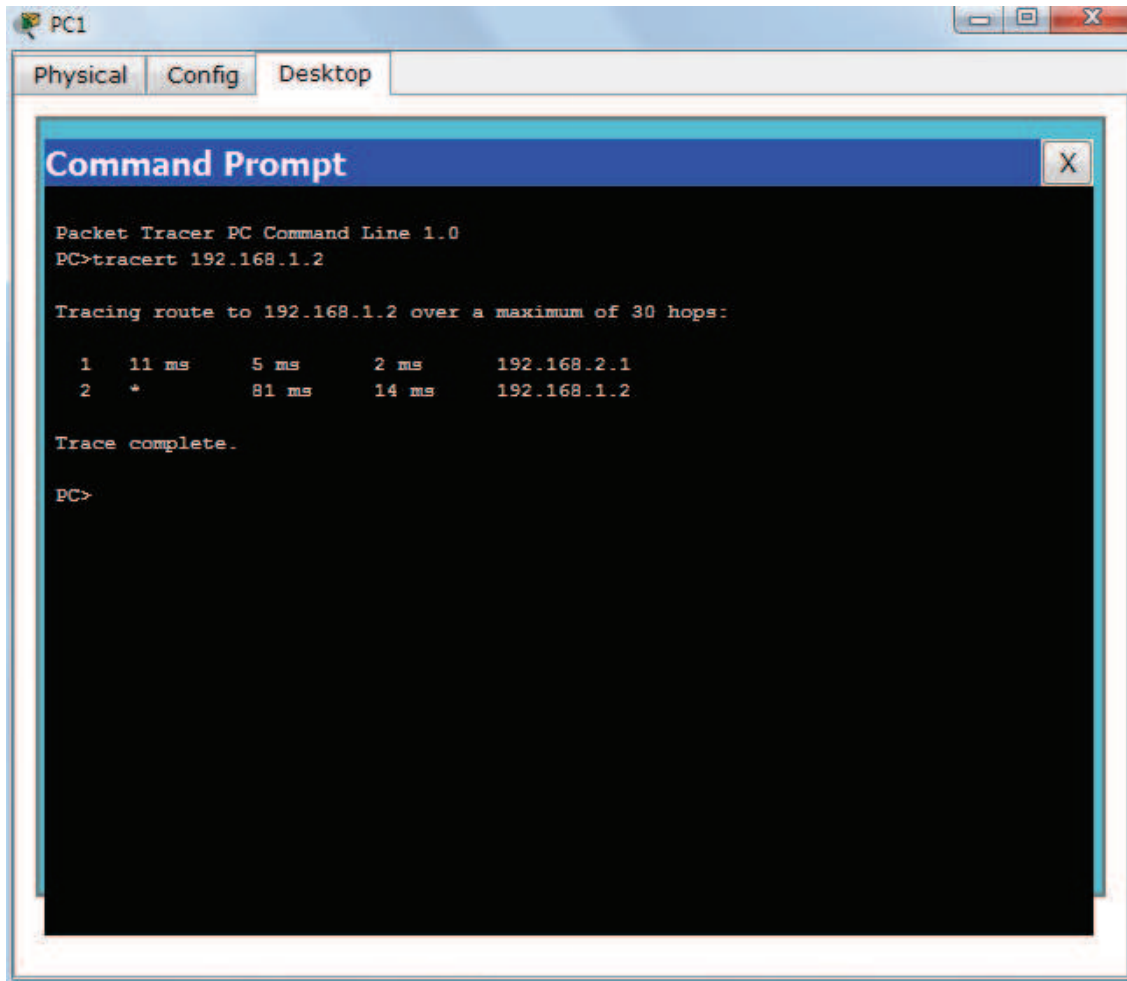 PC1
Physical Config Desktop
Command Prompt X
Packet Tracer PC Command Line 1.0
PC>tracert 192.168.1.2
Tracing route to 192.168.1.2 over a maximum of 30 hops:
1 11 ms 5 ms 2 ms 192.168.2.1
2 * 81 ms 14 ms 192.168.1.2
Trace complete.
PC>